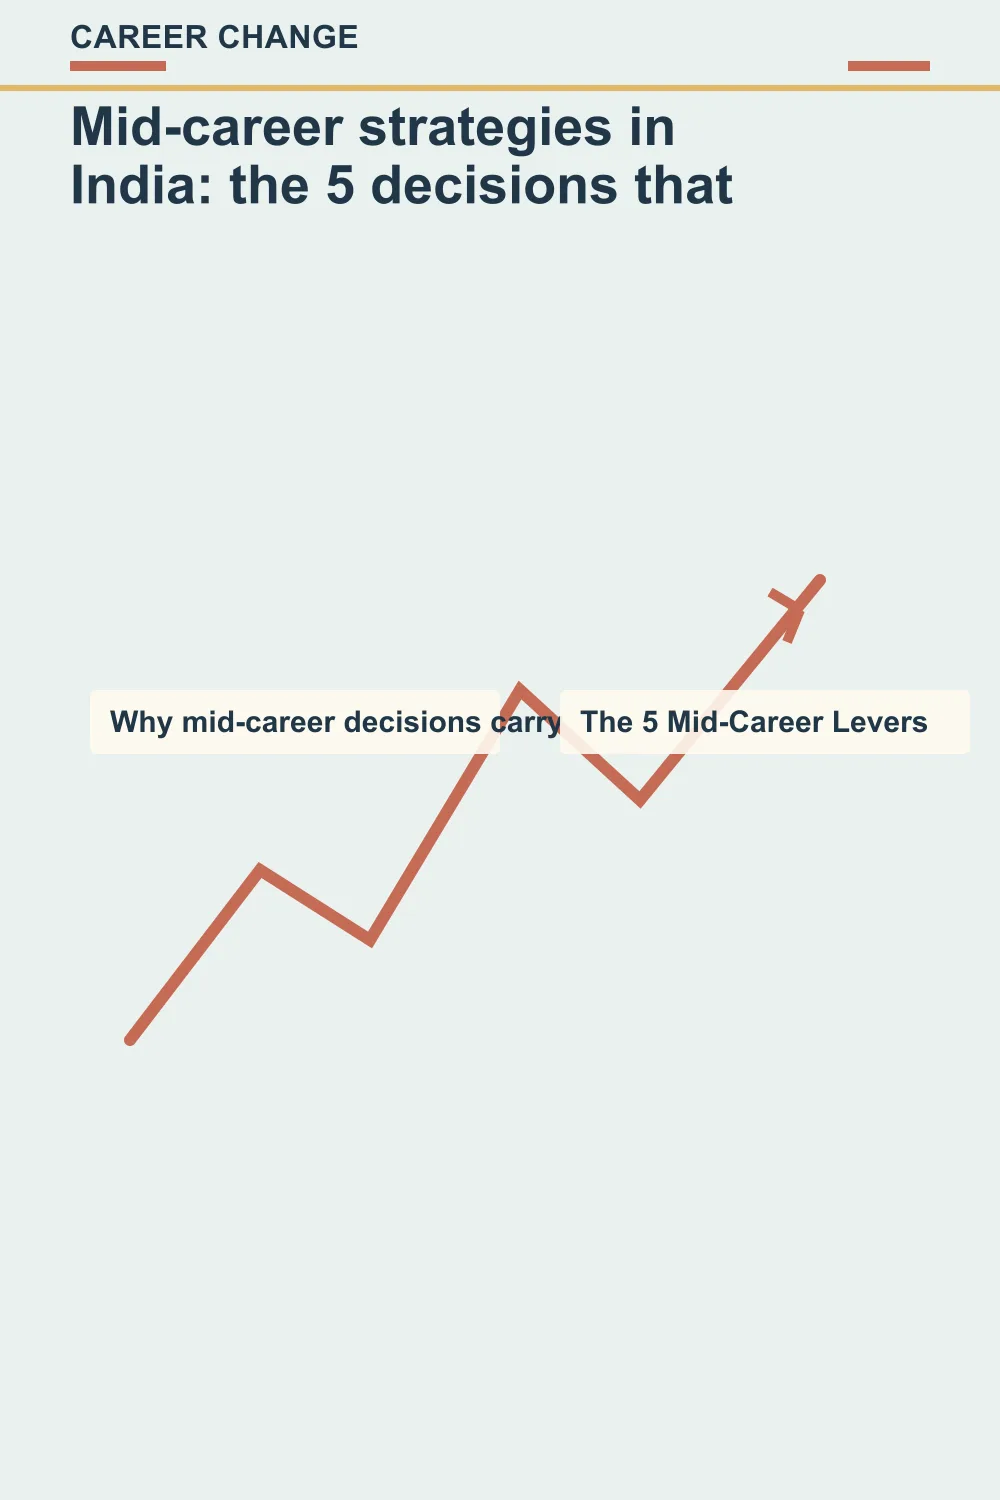 CAREER CHANGE
Mid-career strategies in
India: the 5 decisions that
Why mid-career decisions carry
The 5 Mid-Career Levers